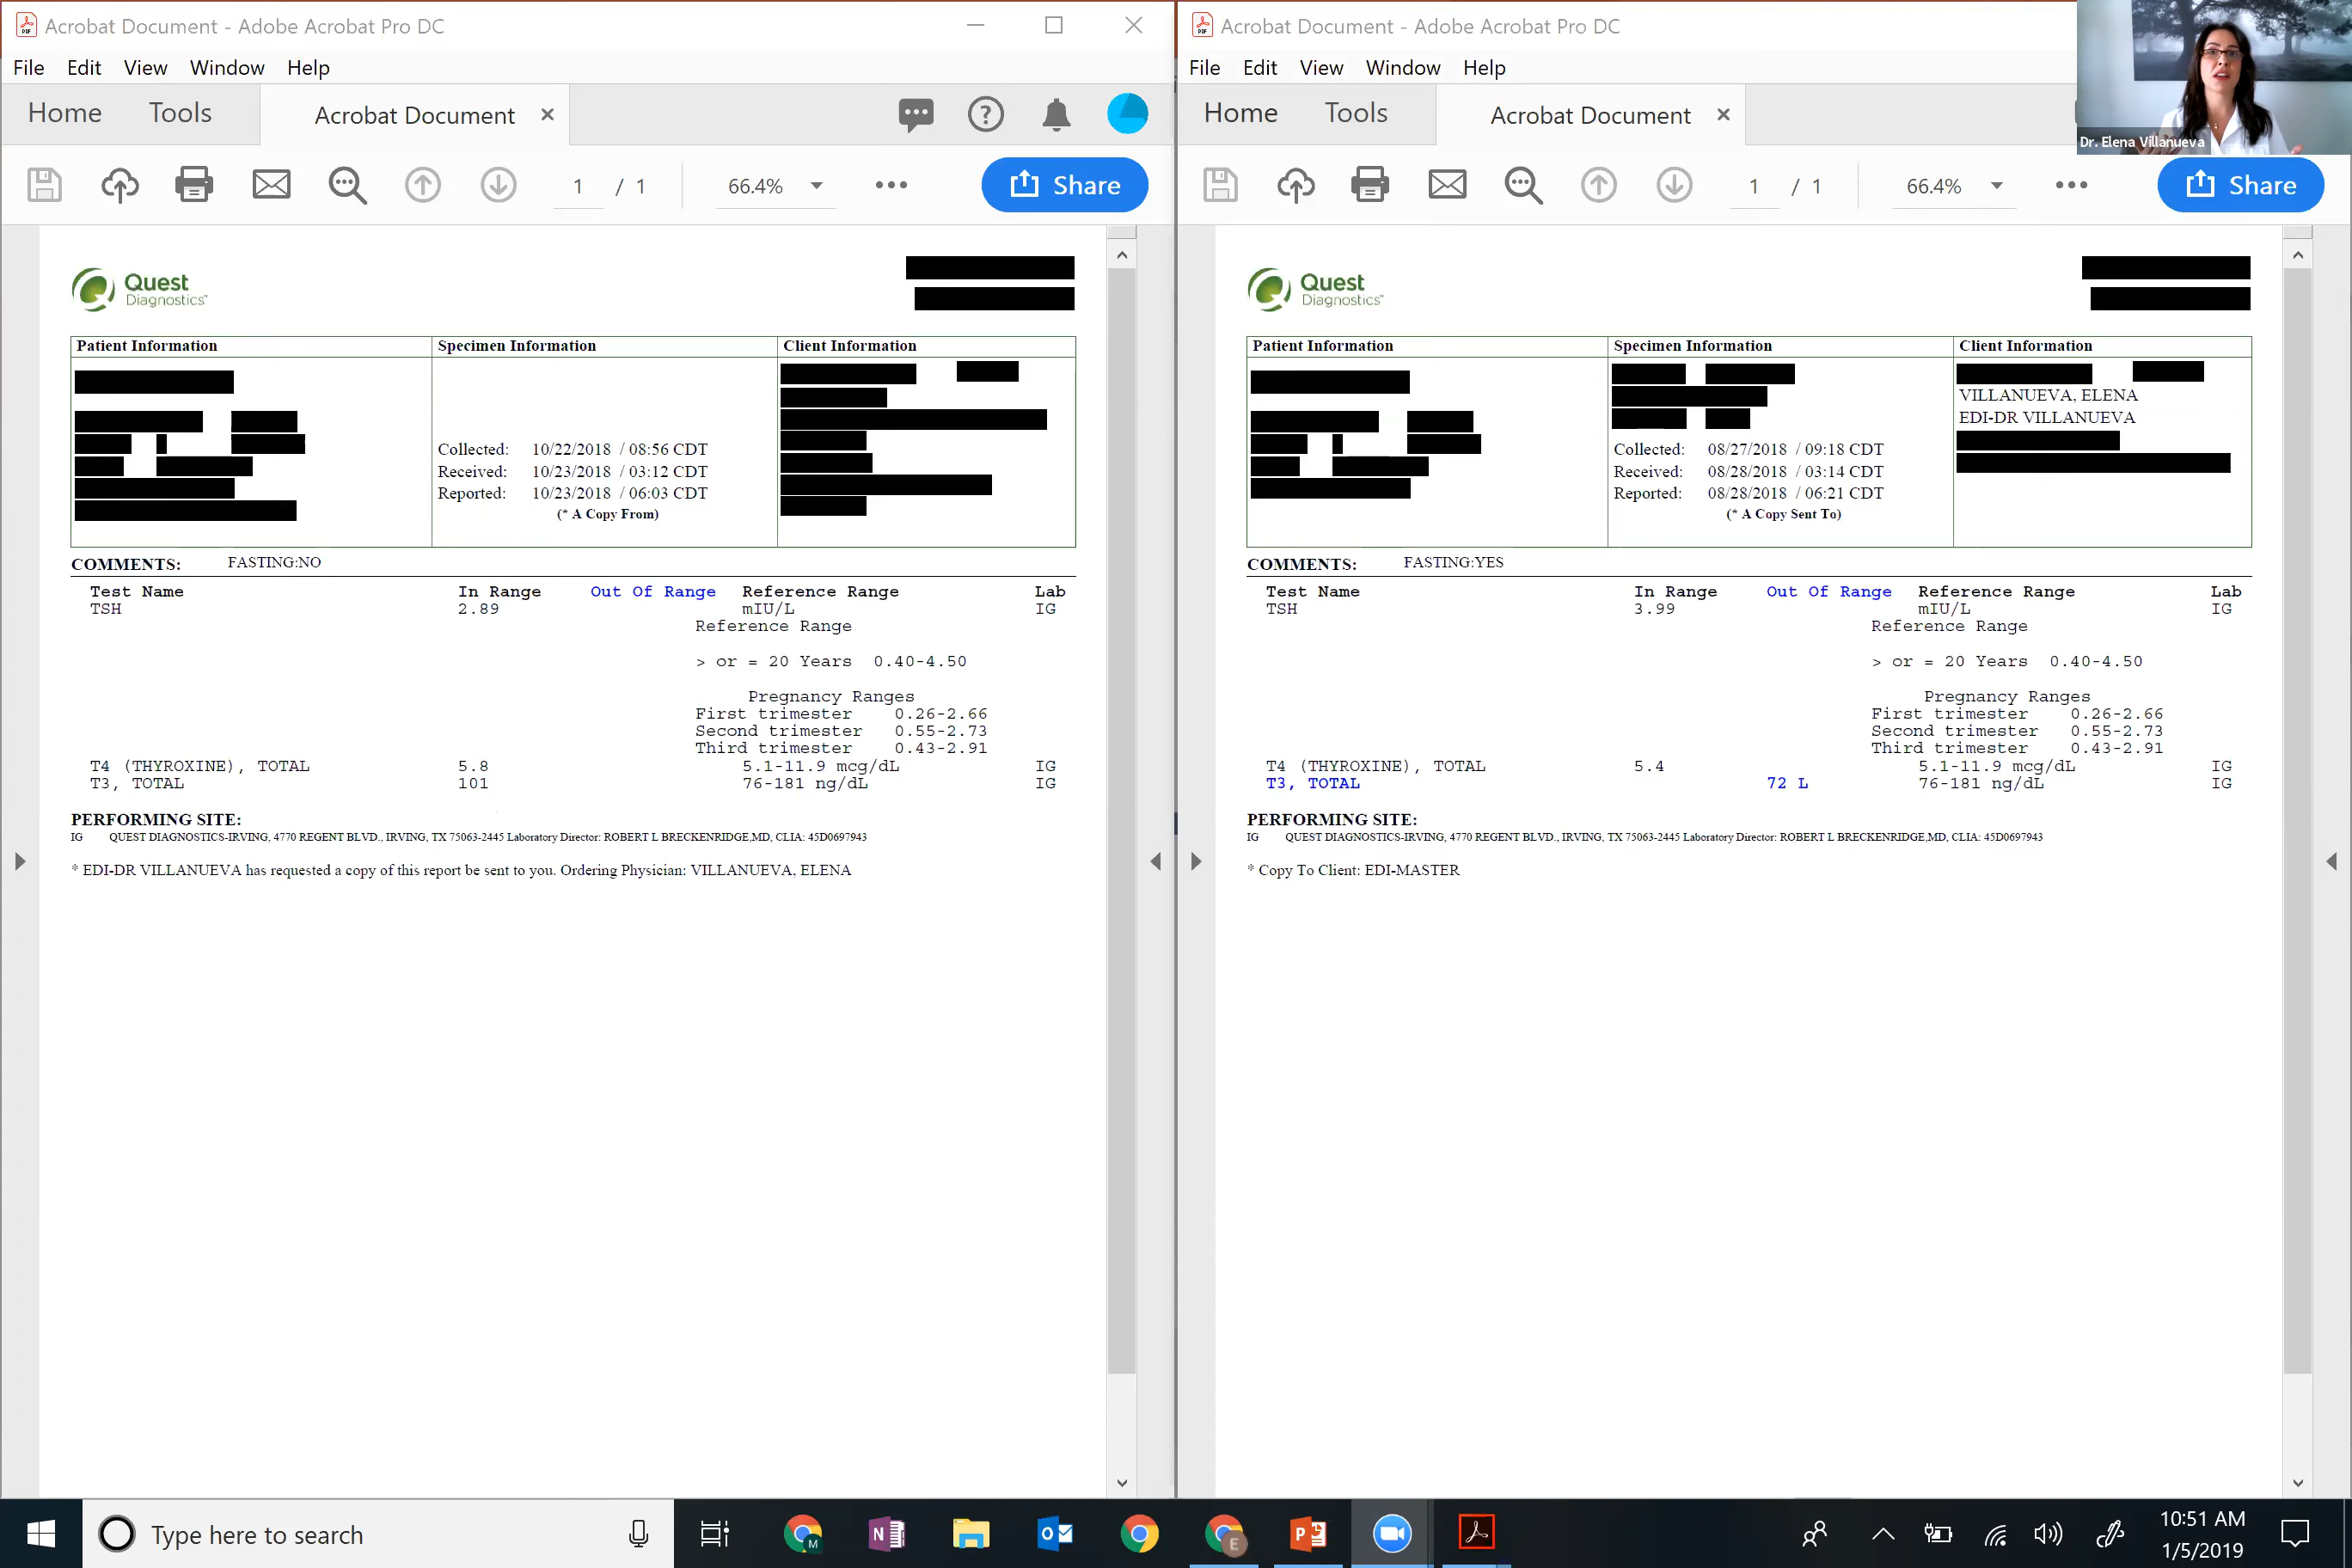 Acrobat Document - Adobe Acrobat Pro DC
File Edit View Window Help
Home Tools Acrobat Document
1 / 1 66.4% Share
Quest
Diagnostics™
Patient Information Specimen Information Client Information
Collected: 10/22/2018 / 08:56 CDT
Received: 10/23/2018 / 03:12 CDT
Reported: 10/23/2018 / 06:03 CDT
(* A Copy From)
COMMENTS: FASTING:NO
Test Name In Range Out Of Range Reference Range Lab
TSH 2.89 mIU/L IG
Reference Range
> or = 20 Years 0.40-4.50
Pregnancy Ranges
First trimester 0.26-2.66
Second trimester 0.55-2.73
Third trimester 0.43-2.91
T4 (THYROXINE), TOTAL 5.8 5.1-11.9 mcg/dL IG
T3, TOTAL 101 76-181 ng/dL IG
PERFORMING SITE:
IG QUEST DIAGNOSTICS-IRVING, 4770 REGENT BLVD., IRVING, TX 75063-2445 Laboratory Director: ROBERT L BRECKENRIDGE,MD, CLIA: 45D0697943
* EDI-DR VILLANUEVA has requested a copy of this report be sent to you. Ordering Physician: VILLANUEVA, ELENA
Acrobat Document - Adobe Acrobat Pro DC
File Edit View Window Help
Home Tools Acrobat Document
Dr. Elena Villanueva
1 / 1 66.4% Share
Quest
Diagnostics™
Patient Information Specimen Information Client Information
VILLANUEVA, ELENA
EDI-DR VILLANUEVA
Collected: 08/27/2018 / 09:18 CDT
Received: 08/28/2018 / 03:14 CDT
Reported: 08/28/2018 / 06:21 CDT
(* A Copy Sent To)
COMMENTS: FASTING:YES
Test Name In Range Out Of Range Reference Range Lab
TSH 3.99 mIU/L IG
Reference Range
> or = 20 Years 0.40-4.50
Pregnancy Ranges
First trimester 0.26-2.66
Second trimester 0.55-2.73
Third trimester 0.43-2.91
T4 (THYROXINE), TOTAL 5.4 5.1-11.9 mcg/dL IG
T3, TOTAL 72 L 76-181 ng/dL IG
PERFORMING SITE:
IG QUEST DIAGNOSTICS-IRVING, 4770 REGENT BLVD., IRVING, TX 75063-2445 Laboratory Director: ROBERT L BRECKENRIDGE,MD, CLIA: 45D0697943
* Copy To Client: EDI-MASTER
Type here to search
10:51 AM
1/5/2019